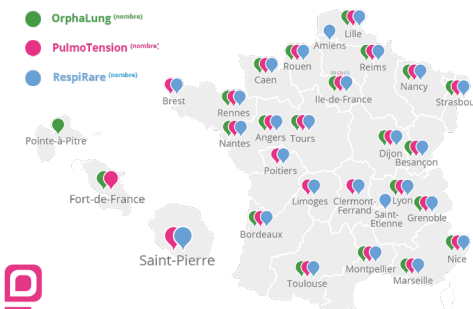 OrphaLung (nombre)
PulmoTension (nombre)
RespiRare (nombre)
Lille
Amiens
Rouen
Reims
Caen
Nancy
Ile-de-France
Strasbou
Brest
Rennes
Pointe-à-Pitre
Nantes
Angers
Tours
Dijon
Besançon
Poitiers
Fort-de-France
Limoges
Clermont-
Ferrand
Lyon
Saint-
Etienne
Grenoble
Bordeaux
Saint-Pierre
Nice
Montpellier
Marseille
Toulouse